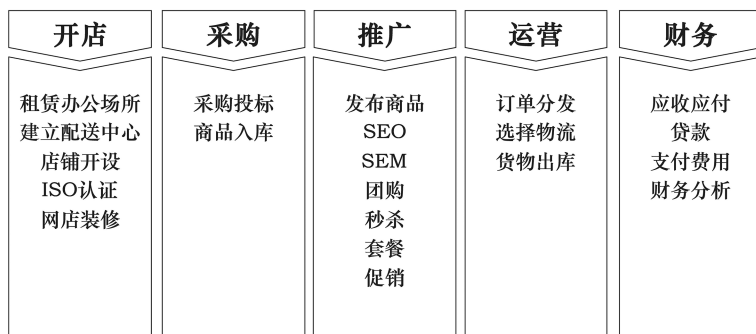 开店
租赁办公场所
建立配送中心
店铺开设
ISO认证
网店装修
采购
采购投标
商品入库
推广
发布商品
SEO
SEM
团购
秒杀
套餐
促销
运营
订单分发
选择物流
货物出库
财务
应收应付
贷款
支付费用
财务分析